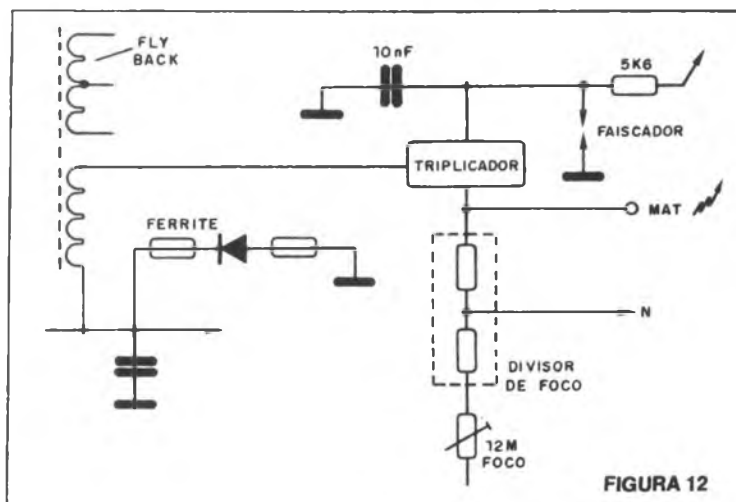 FLY
BACK
10nF
5K6
FAISCADOR
TRIPLICADOR
MAT
FERRITE
N
DIVISOR
DE FOCO
12M
FOCO
FIGURA 12